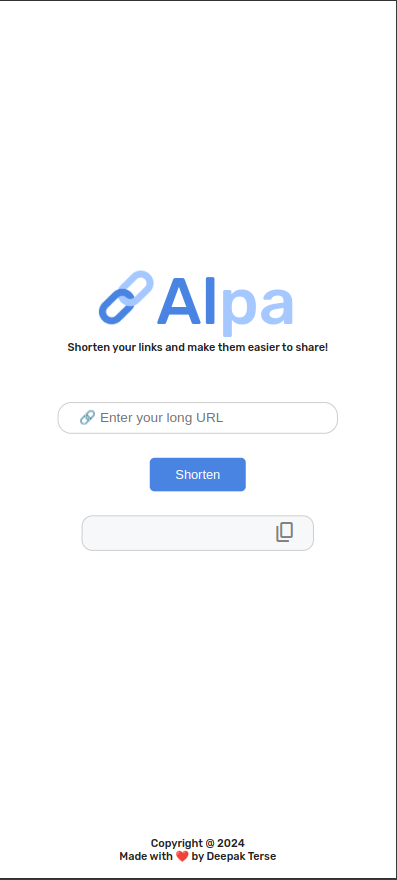 Alpa
Shorten your links and make them easier to share!
🔗 Enter your long URL
Shorten
Copyright @ 2024
Made with ❤️ by Deepak Terse